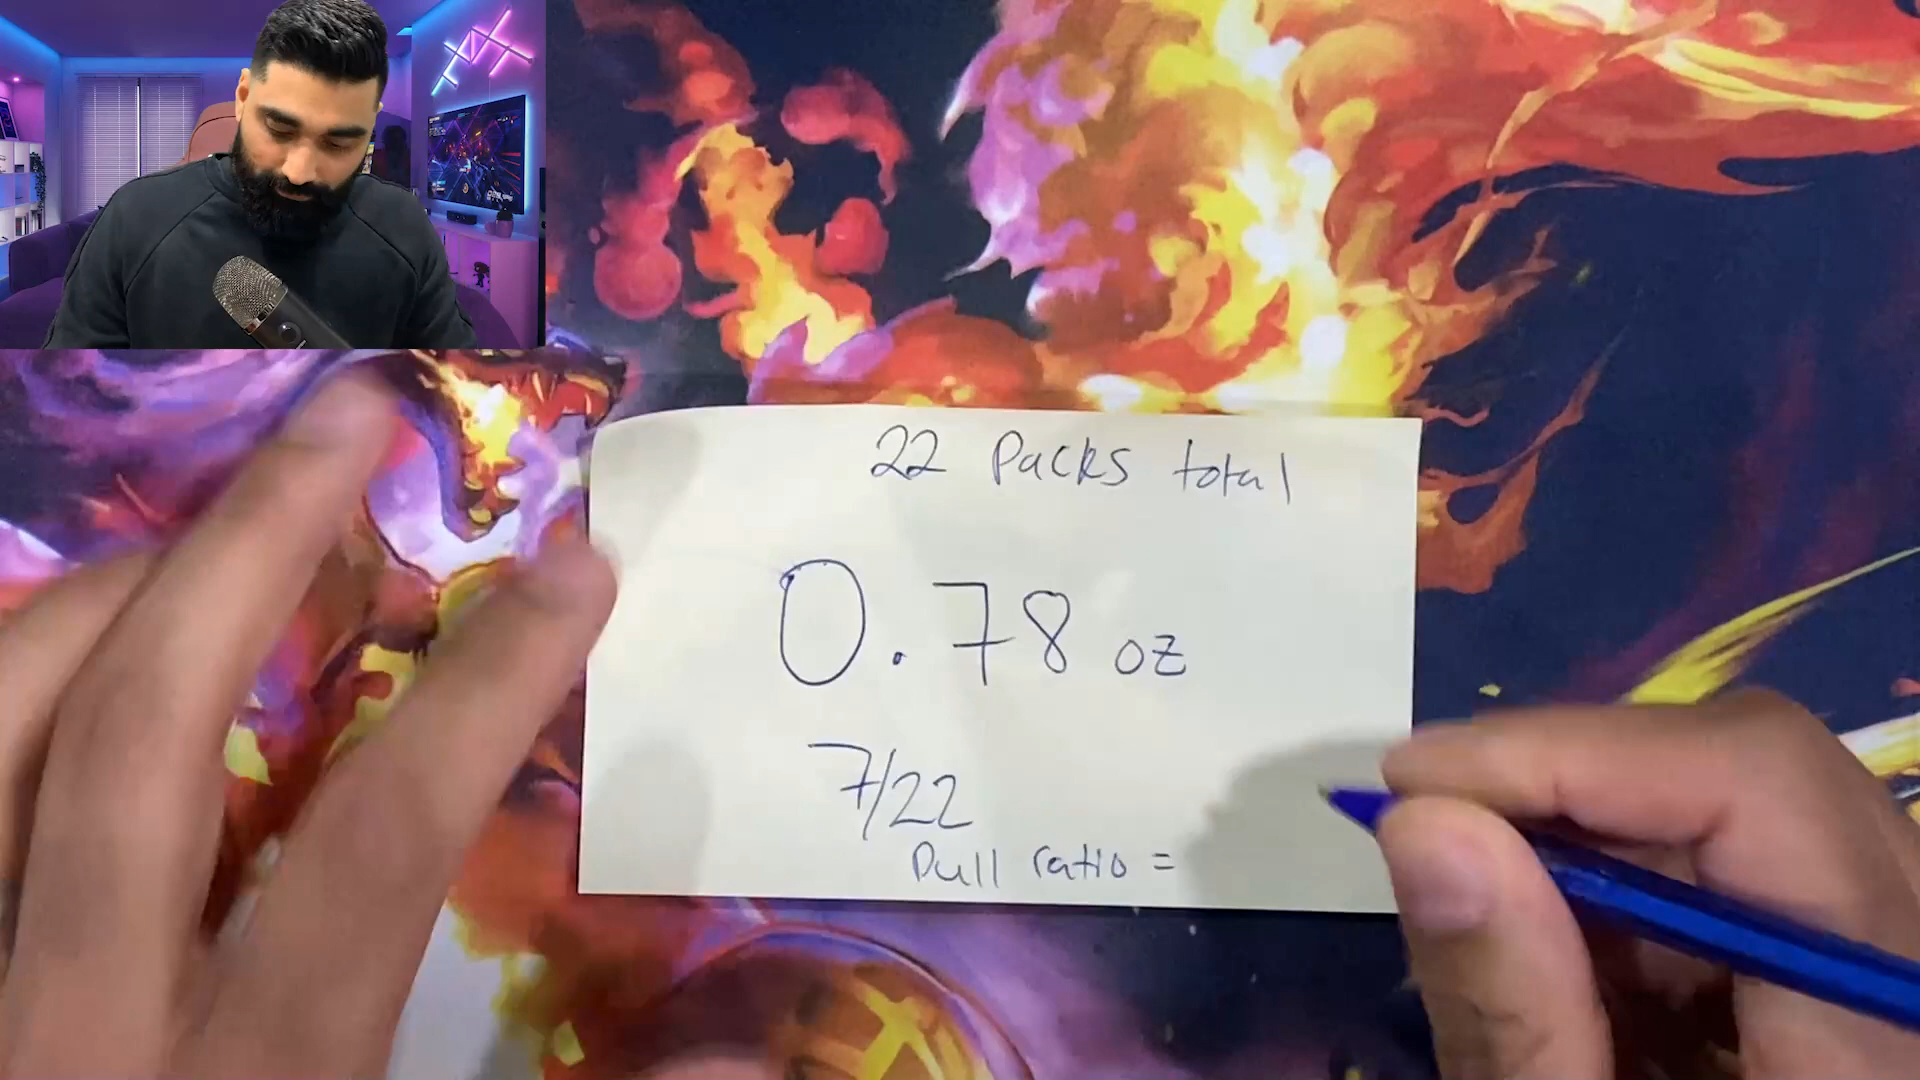 22 Packs total
0.78 oz
7/22
Pull ratio =